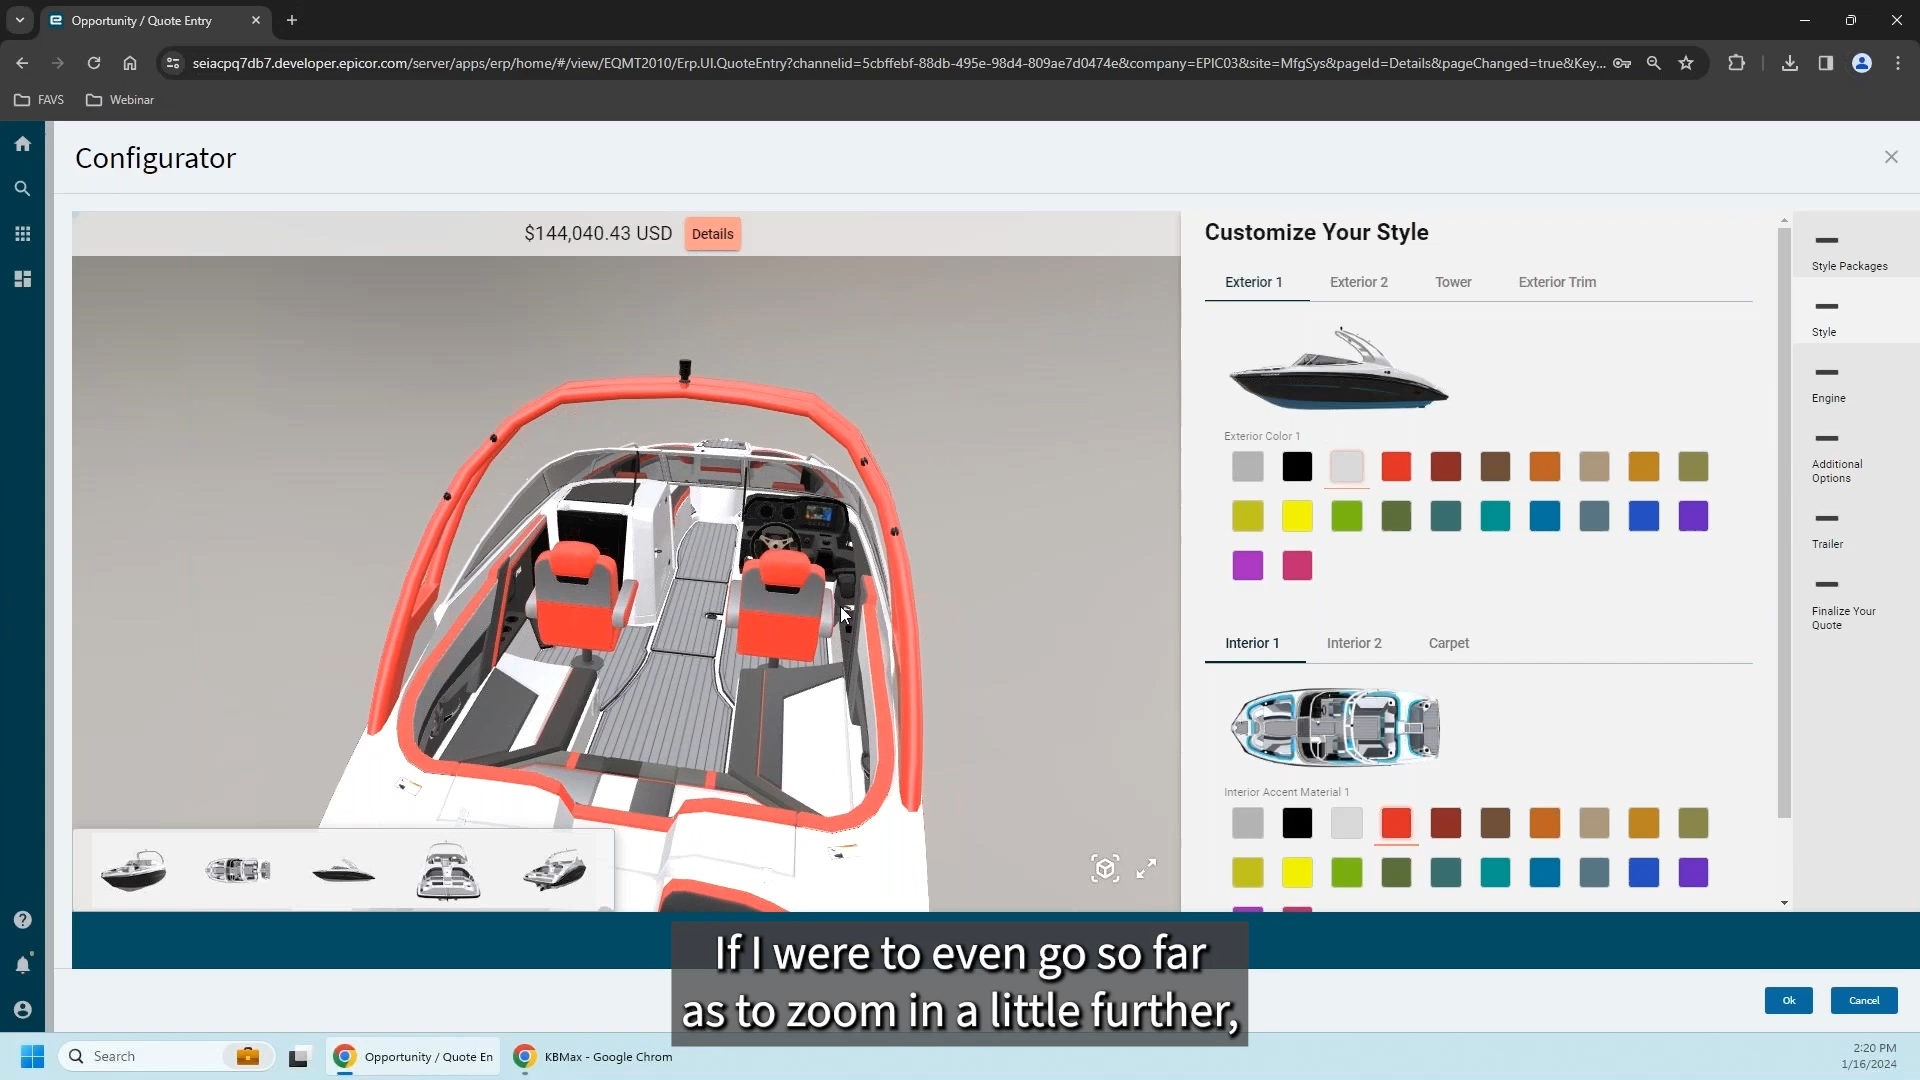 Opportunity / Quote Entry
seiacpq7db7.developer.epicor.com/server/apps/erp/home/#/view/EQMT2010/Erp.UI.QuoteEntry?channelid=5cbffebf-88db-495e-98d4-809ae7d0474e&company=EPIC03&site=MfgSys&pageId=Details&pageChanged=true&Key...
FAVS
Webinar
Configurator
$144,040.43 USD
Details
Customize Your Style
Exterior 1
Exterior 2
Tower
Exterior Trim
Exterior Color 1
Interior 1
Interior 2
Carpet
Interior Accent Material 1
Style Packages
Style
Engine
Additional
Options
Trailer
Finalize Your
Quote
If I were to even go so far
as to zoom in a little further,
Ok
Cancel
Search
Opportunity / Quote En
KBMax - Google Chrom
2:20 PM
1/16/2024